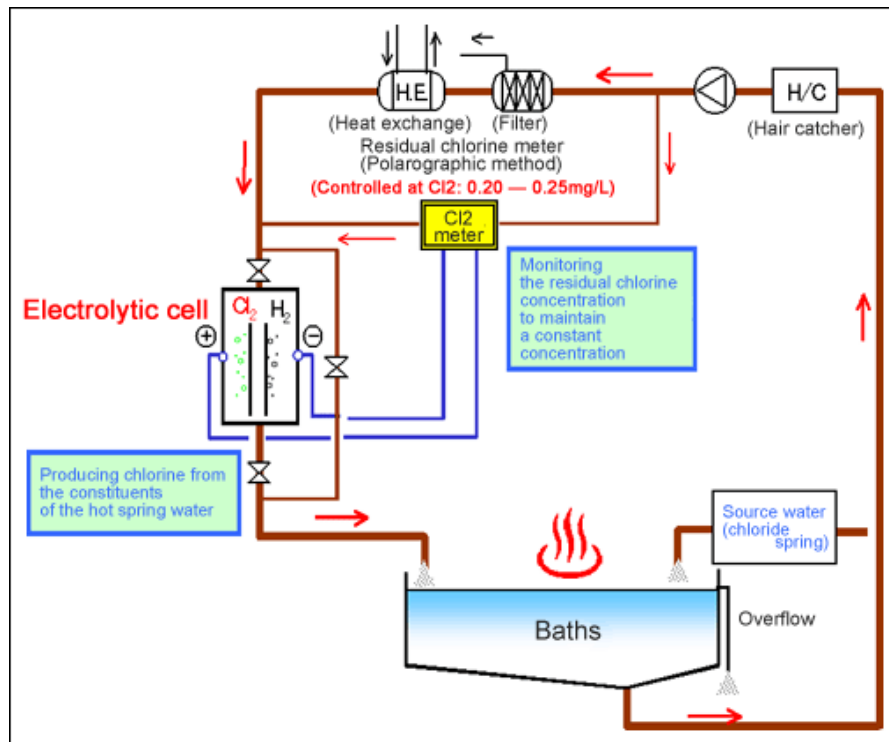 H.E
(Heat exchange)
(Filter)
H/C
(Hair catcher)
Residual chlorine meter
(Polarographic method)
(Controlled at Cl2: 0.20 — 0.25mg/L)
Cl2
meter
Monitoring
the residual chlorine
concentration
to maintain
a constant
concentration
Electrolytic cell
Cl2
H2
+
−
Producing chlorine from
the constituents
of the hot spring water
Source water
(chloride
spring)
Baths
Overflow